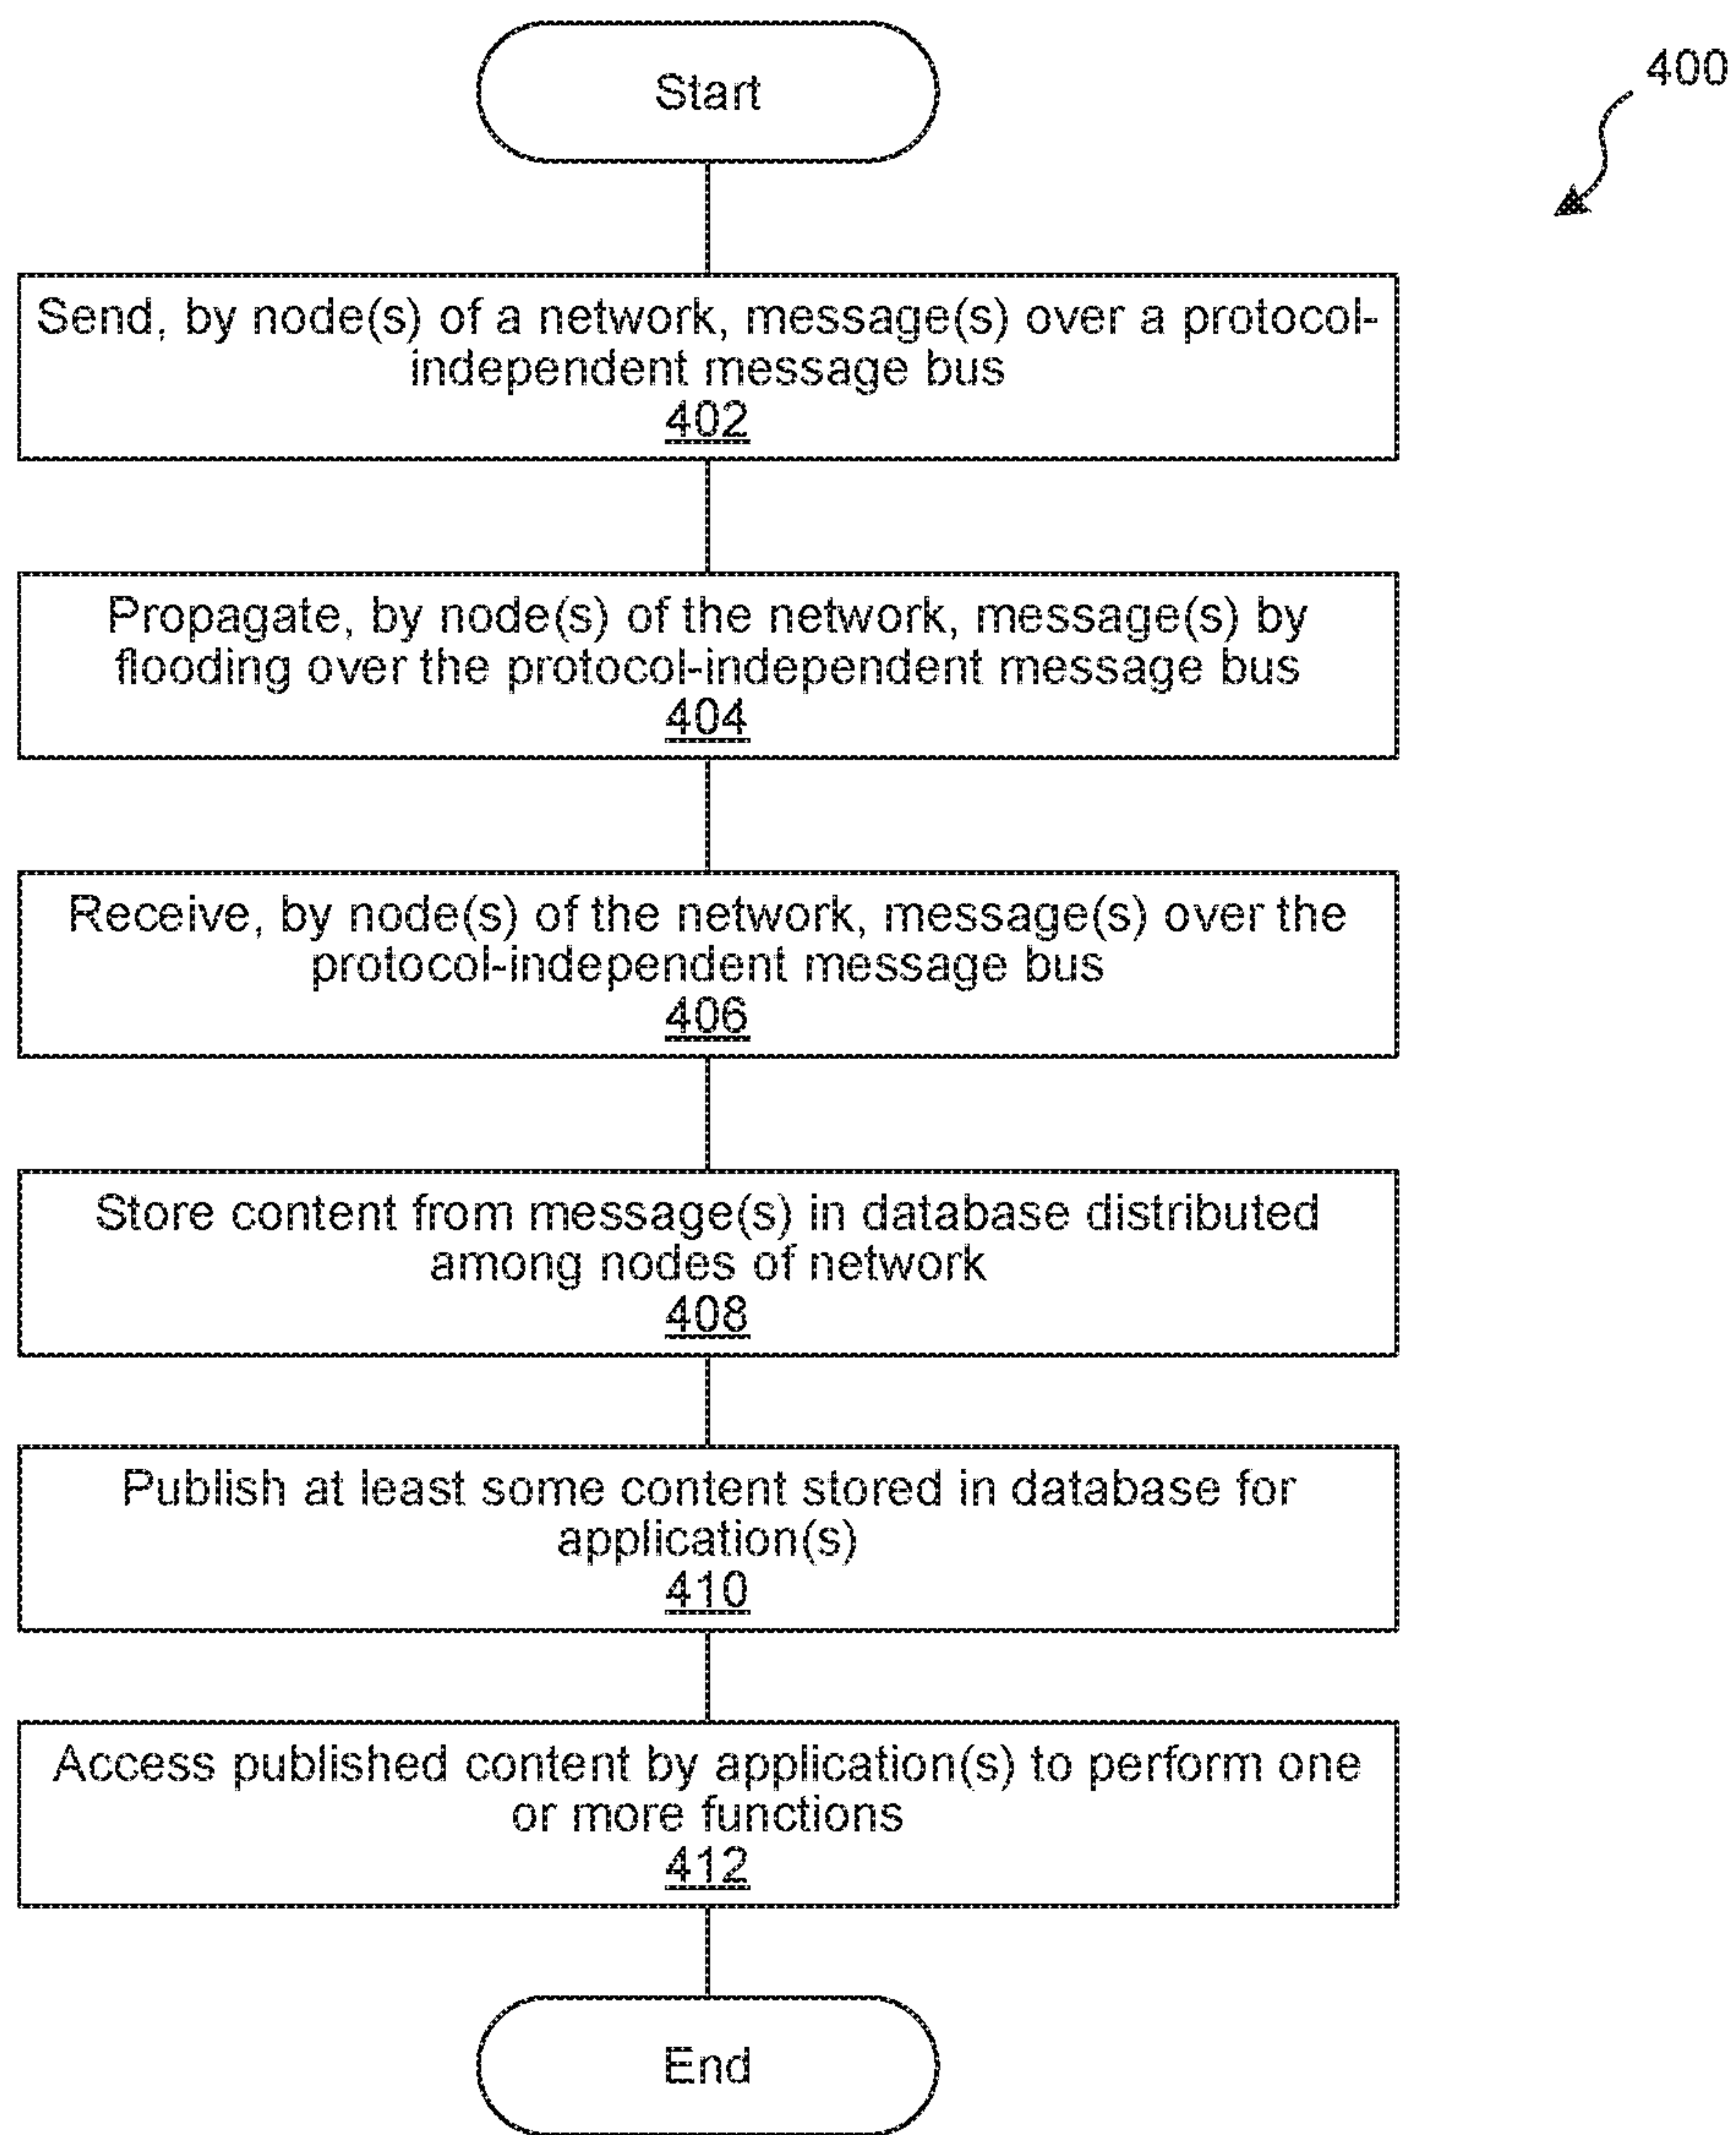 Start
400
Send, by node(s) of a network, message(s) over a protocol-
independent message bus
402
Propagate, by node(s) of the network, message(s) by
flooding over the protocol-independent message bus
404
Receive, by node(s) of the network, message(s) over the
protocol-independent message bus
406
Store content from message(s) in database distributed
among nodes of network
408
Publish at least some content stored in database for
application(s)
410
Access published content by application(s) to perform one
or more functions
412
End